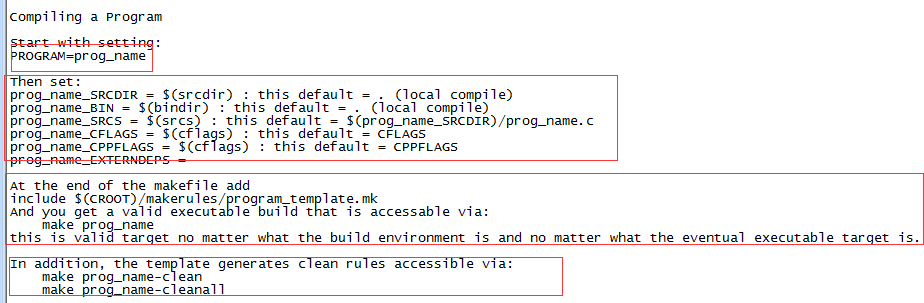 Compiling a Program
Start with setting:
PROGRAM=prog_name
Then set:
prog_name_SRCDIR = $(srcdir) : this default = . (local compile)
prog_name_BIN = $(bindir) : this default = . (local compile)
prog_name_SRCS = $(srcs) : this default = $(prog_name_SRCDIR)/prog_name.c
prog_name_CFLAGS = $(cflags) : this default = CFLAGS
prog_name_CPPFLAGS = $(cflags) : this default = CPPFLAGS
prog_name_EXTERNDEPS =
At the end of the makefile add
include $(CROOT)/makerules/program_template.mk
And you get a valid executable build that is accessable via:
make prog_name
this is valid target no matter what the build environment is and no matter what the eventual executable target is.
In addition, the template generates clean rules accessible via:
make prog_name-clean
make prog_name-cleanall